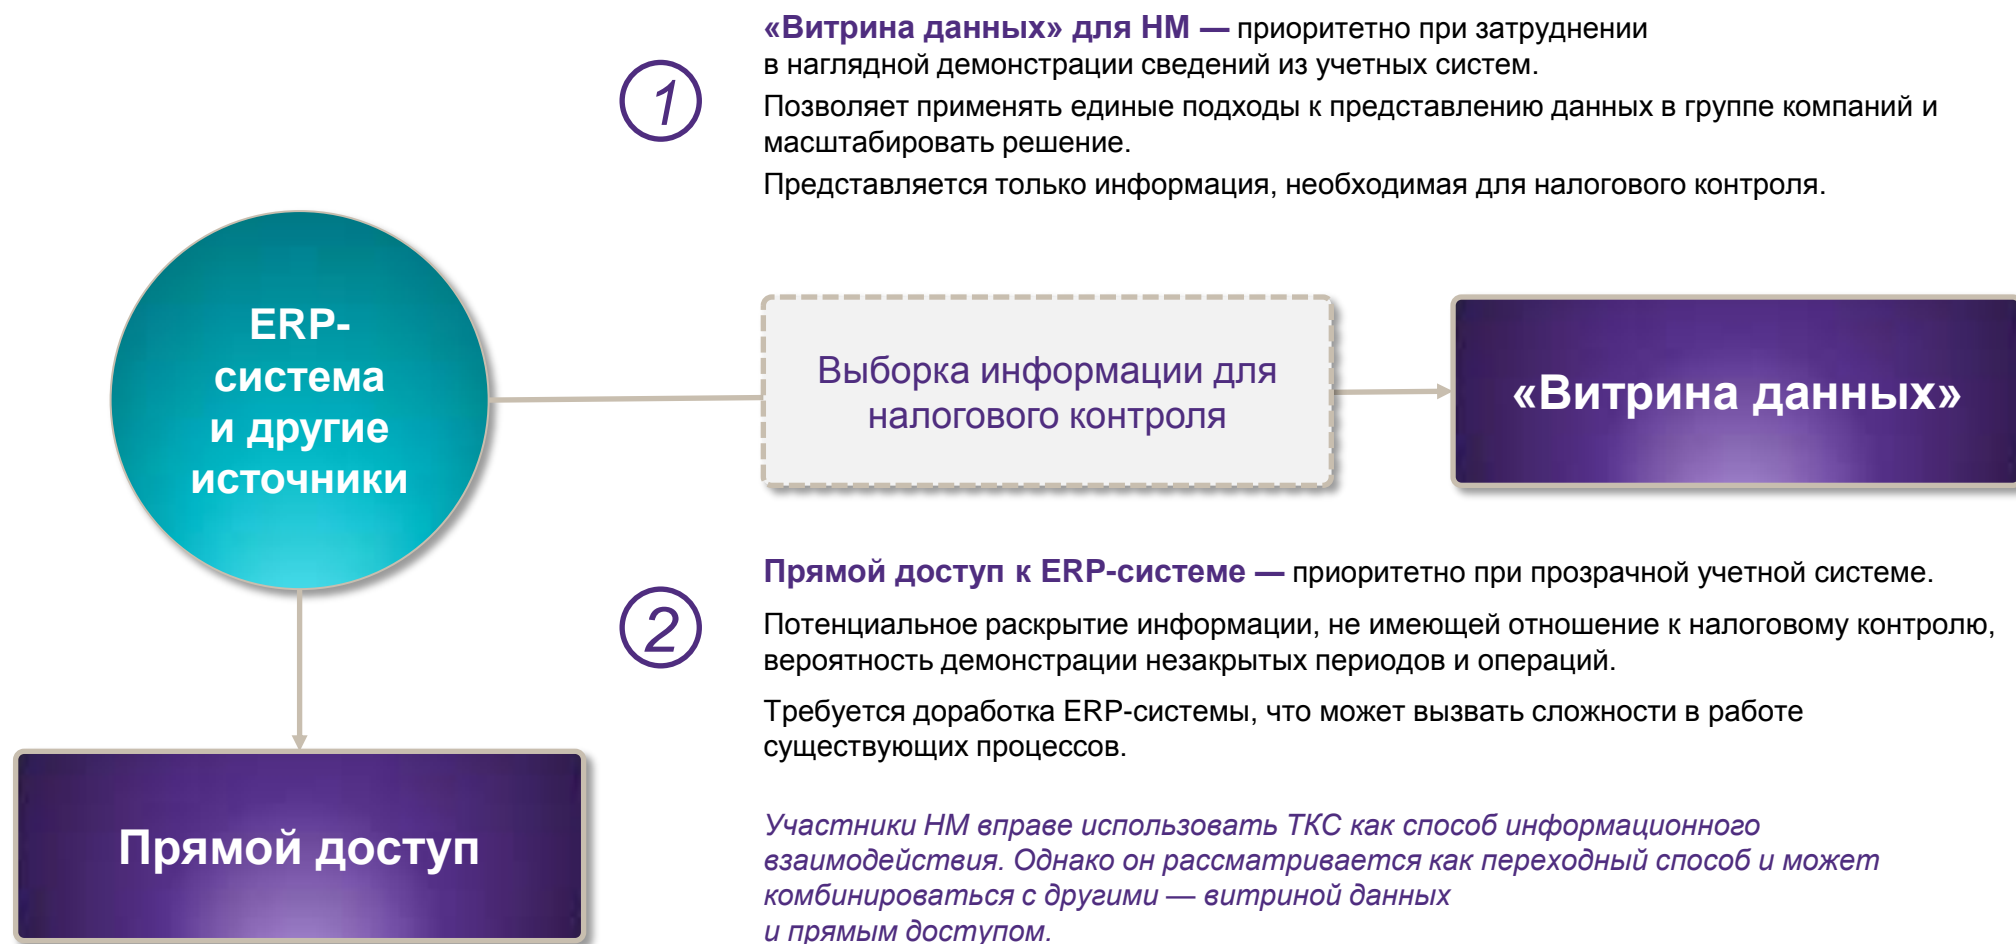 «Витрина данных» для НМ — приоритетно при затруднении
в наглядной демонстрации сведений из учетных систем.
1
Позволяет применять единые подходы к представлению данных в группе компаний и
масштабировать решение.
Представляется только информация, необходимая для налогового контроля.
ERP-
система
и другие
источники
Выборка информации для
налогового контроля
«Витрина данных»
Прямой доступ к ERP-системе — приоритетно при прозрачной учетной системе.
2
Потенциальное раскрытие информации, не имеющей отношение к налоговому контролю,
вероятность демонстрации незакрытых периодов и операций.
Требуется доработка ERP-системы, что может вызвать сложности в работе
существующих процессов.
Прямой доступ
Участники НМ вправе использовать ТКС как способ информационного
взаимодействия. Однако он рассматривается как переходный способ и может
комбинироваться с другими — витриной данных
и прямым доступом.